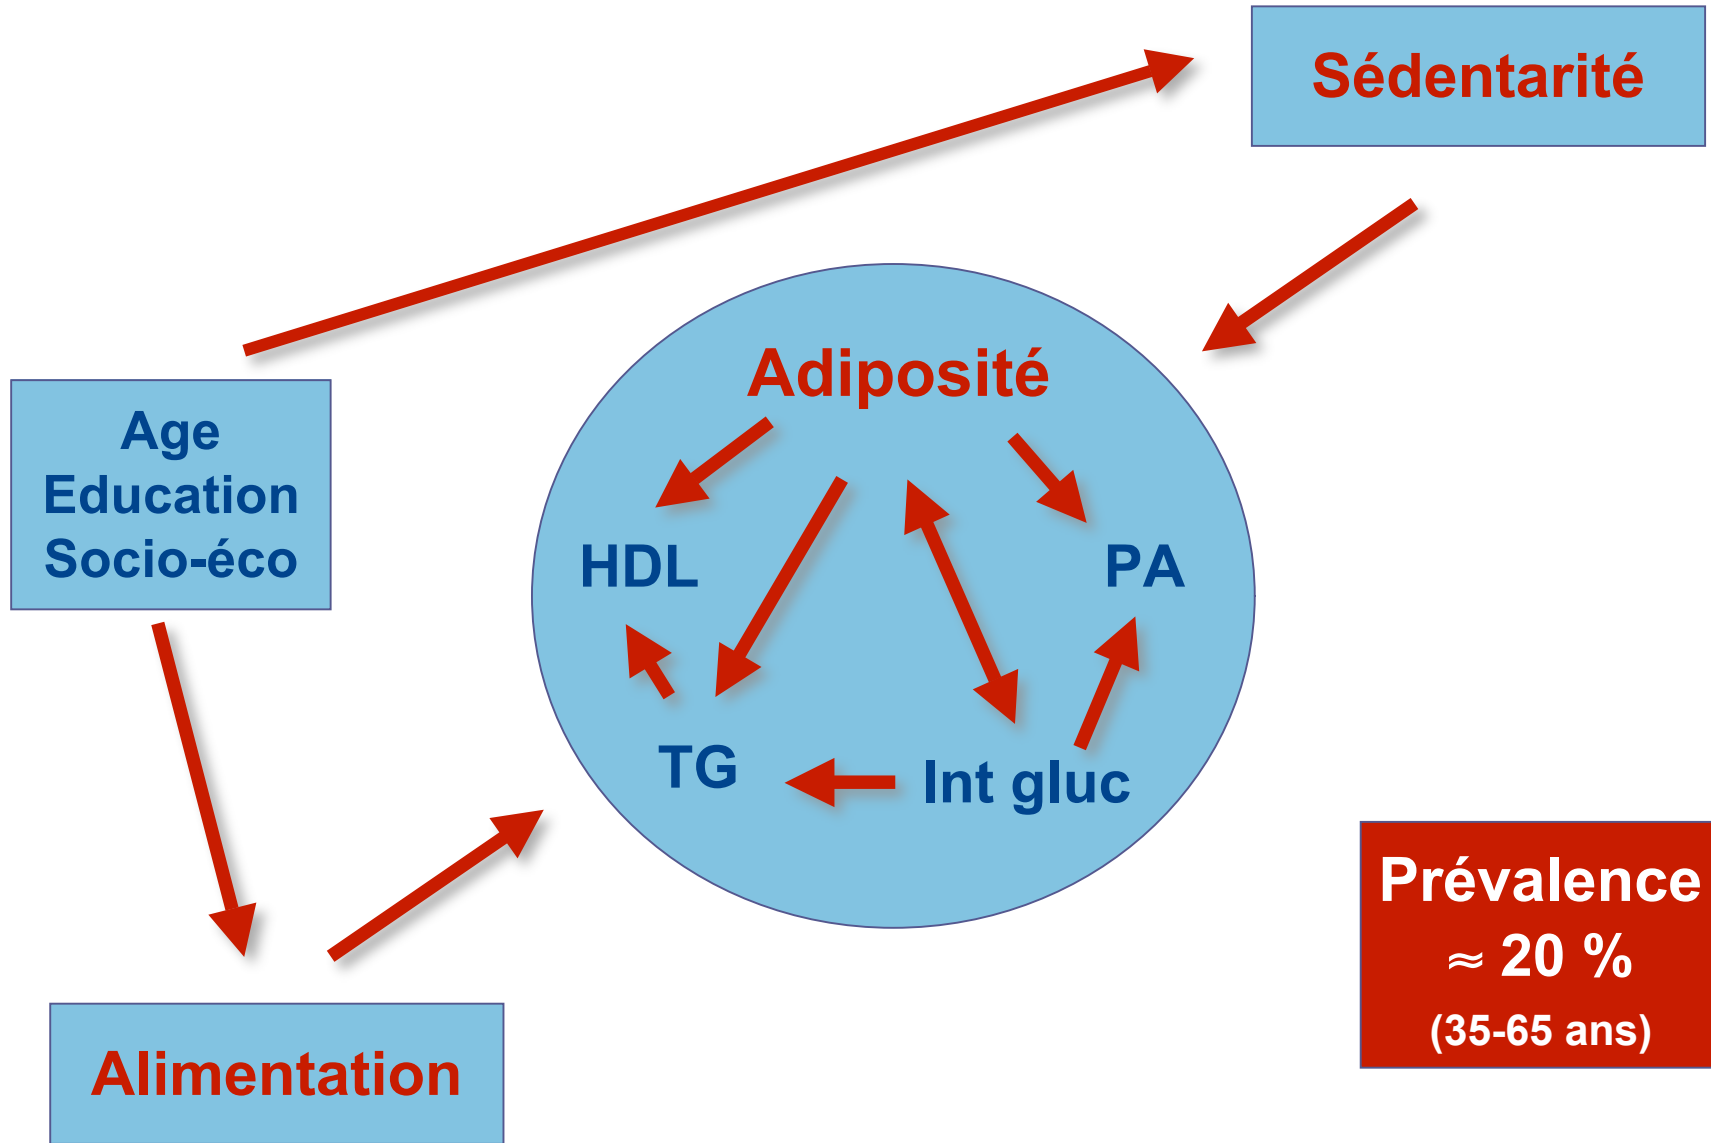 Sédentarité
Adiposité
Age
Education
Socio-éco
HDL
PA
TG
Int gluc
Prévalence
≈ 20 %
(35-65 ans)
Alimentation